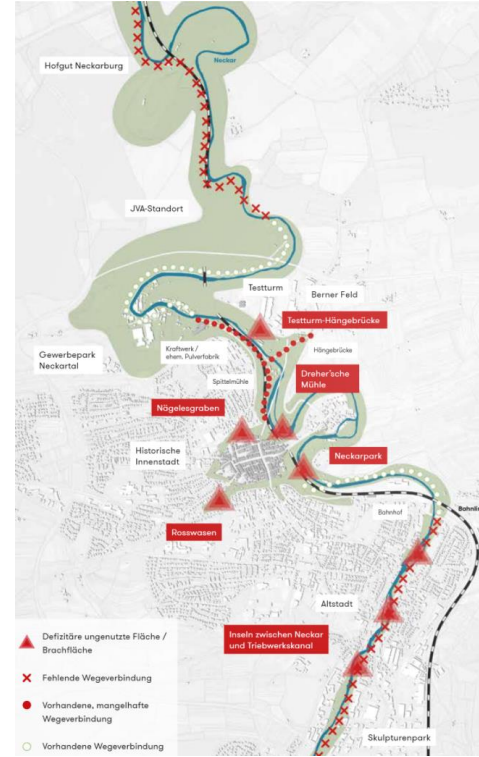 Neckar
Hofgut Neckarburg
JVA-Standort
Testturm
Berner Feld
Testturm-Hängebrücke
Kraftwerk /
ehem. Pulverfabrik
Hängebrücke
Gewerbepark
Neckartal
Spittelmühle
Dreher'sche
Mühle
Nägelesgraben
Historische
Innenstadt
Neckarpark
Rosswasen
Bahnhof
Altstadt
Inseln zwischen Neckar
und Triebwerkskanal
Defizitäre ungenutzte Fläche /
Brachfläche
Fehlende Wegeverbindung
Vorhandene, mangelhafte
Wegeverbindung
Vorhandene Wegeverbindung
Skulpturenpark